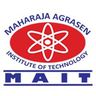 MAHARAJA AGRASEN
INSTITUTE OF TECHNOLOGY
MAIT